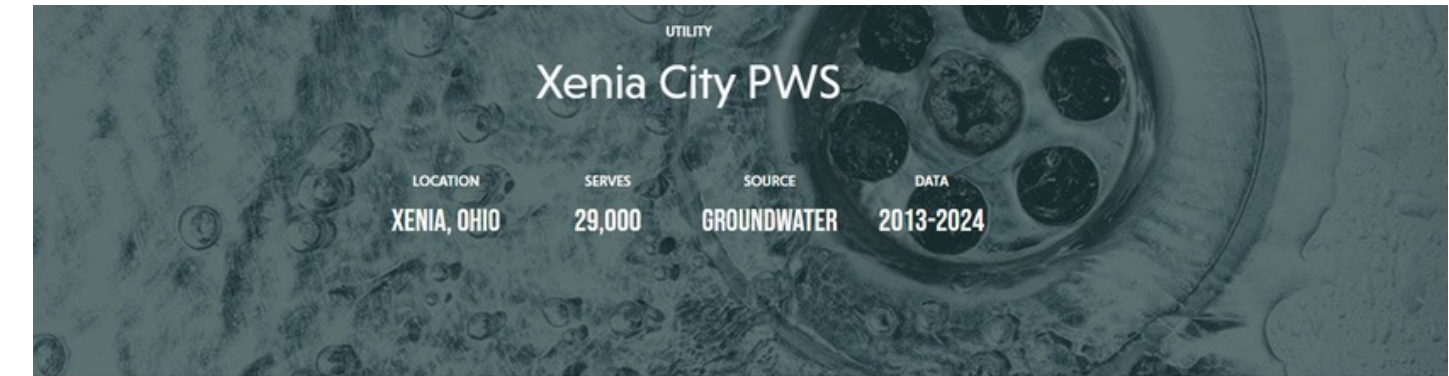 UTILITY
Xenia City PWS
LOCATION SERVES SOURCE DATA
XENIA, OHIO 29,000 GROUNDWATER 2013-2024